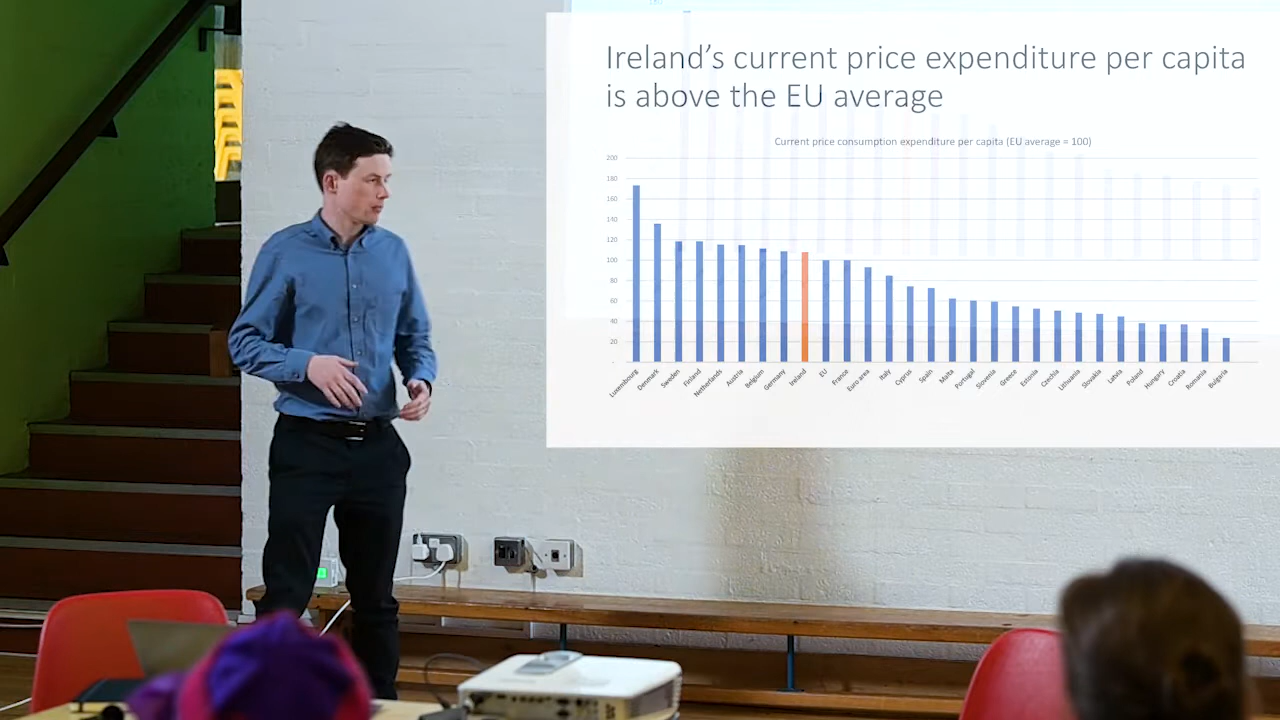 Ireland’s current price expenditure per capita
is above the EU average
Current price consumption expenditure per capita (EU average = 100)
200
180
160
140
120
100
80
60
40
20
-
Luxembourg
Denmark
Sweden
Finland
Netherlands
Austria
Belgium
Germany
Ireland
EU
France
Euro area
Italy
Cyprus
Spain
Malta
Portugal
Slovenia
Greece
Estonia
Czechia
Lithuania
Slovakia
Latvia
Poland
Hungary
Croatia
Romania
Bulgaria